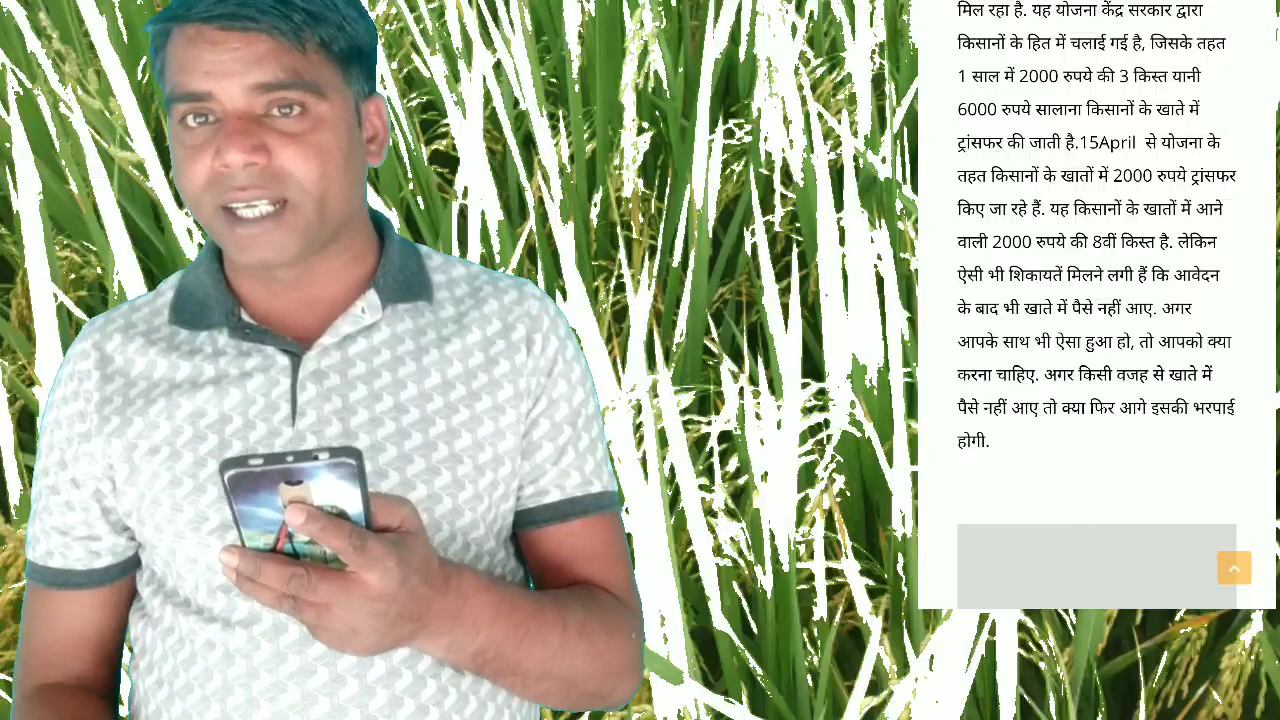 मिल रहा है. यह योजना केंद्र सरकार द्वारा
किसानों के हित में चलाई गई है, जिसके तहत
1 साल में 2000 रुपये की 3 किस्त यानी
6000 रुपये सालाना किसानों के खाते में
ट्रांसफर की जाती है.15April से योजना के
तहत किसानों के खातों में 2000 रुपये ट्रांसफर
किए जा रहे हैं. यह किसानों के खातों में आने
वाली 2000 रुपये की 8वीं किस्त है. लेकिन
ऐसी भी शिकायतें मिलने लगी हैं कि आवेदन
के बाद भी खाते में पैसे नहीं आए. अगर
आपके साथ भी ऐसा हुआ हो, तो आपको क्या
करना चाहिए. अगर किसी वजह से खाते में
पैसे नहीं आए तो क्या फिर आगे इसकी भरपाई
होगी.